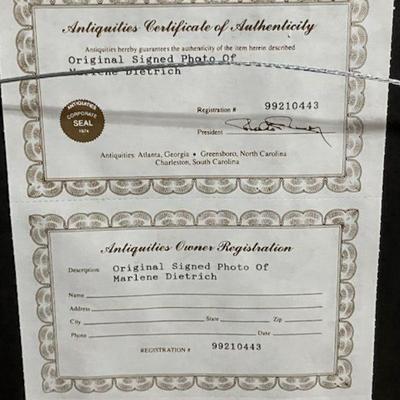 Antiquities Certificate of Authenticity
Antiquities hereby guarantees the authenticity of the item herein described
Original Signed Photo Of
Marlene Dietrich
Registration # 99210443
ANTIQUITIES
CORPORATE
SEAL
1974
President
Antiquities: Atlanta, Georgia • Greensboro, North Carolina
Charleston, South Carolina
Antiquities Owner Registration
Description: Original Signed Photo Of
Marlene Dietrich
Name
Address
City State Zip
Phone Date
REGISTRATION # 99210443